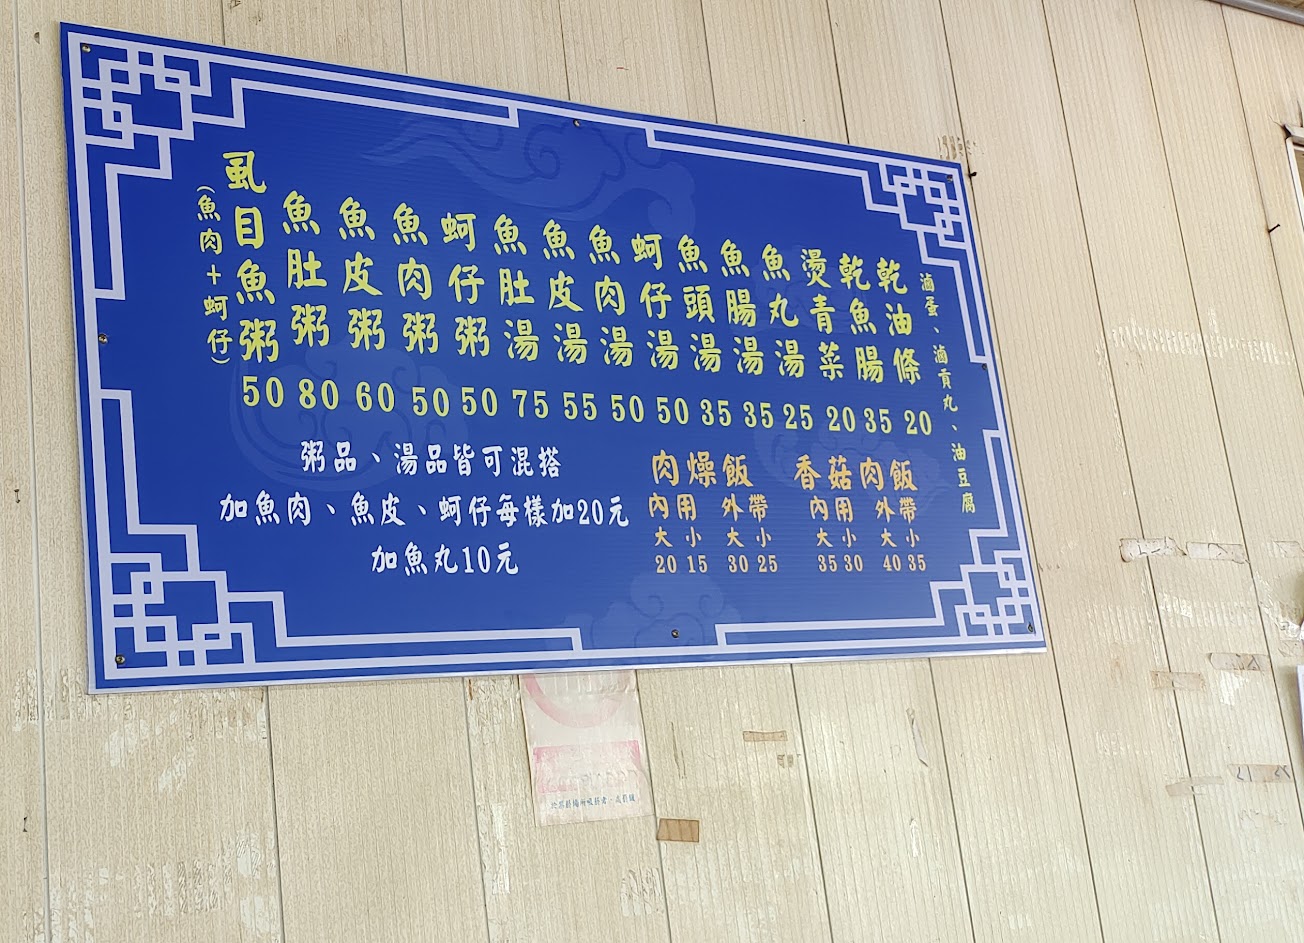 虱目魚粥
(魚肉+蚵仔)
50
魚肚粥
80
魚皮粥
60
魚肉粥
50
蚵仔粥
50
魚肚湯
75
魚皮湯
55
魚肉湯
50
蚵仔湯
50
魚頭湯
35
魚腸湯
35
魚丸湯
25
燙青菜
20
乾魚腸
35
乾油條
20
滷蛋、滷貢丸、油豆腐
粥品、湯品皆可混搭
加魚肉、魚皮、蚵仔每樣加20元
加魚丸10元
肉燥飯
內用 外帶
大 小 大 小
20 15 30 25
香菇肉飯
內用 外帶
大 小 大 小
35 30 40 35